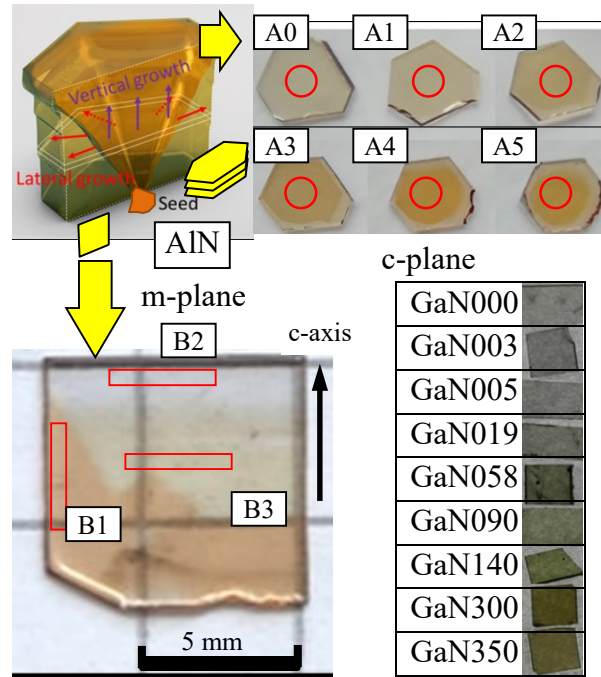 A0
A1
A2
Vertical growth
Lateral growth
Seed
A3
A4
A5
AlN
c-plane
m-plane
B2
c-axis
B1
B3
5 mm
GaN000
GaN003
GaN005
GaN019
GaN058
GaN090
GaN140
GaN300
GaN350